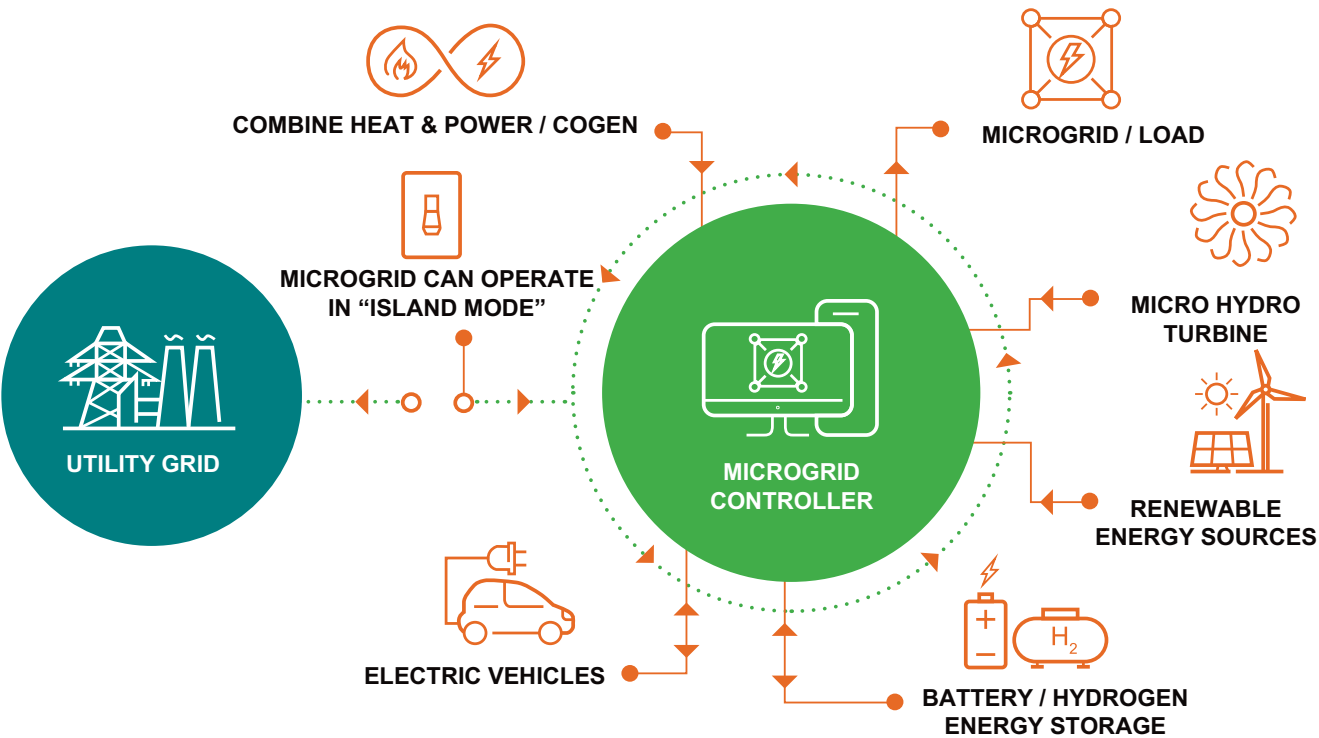 COMBINE HEAT & POWER / COGEN
MICROGRID / LOAD
MICROGRID CAN OPERATE
IN “ISLAND MODE”
MICRO HYDRO
TURBINE
UTILITY GRID
MICROGRID
CONTROLLER
RENEWABLE
ENERGY SOURCES
+
−
H₂
ELECTRIC VEHICLES
BATTERY / HYDROGEN
ENERGY STORAGE